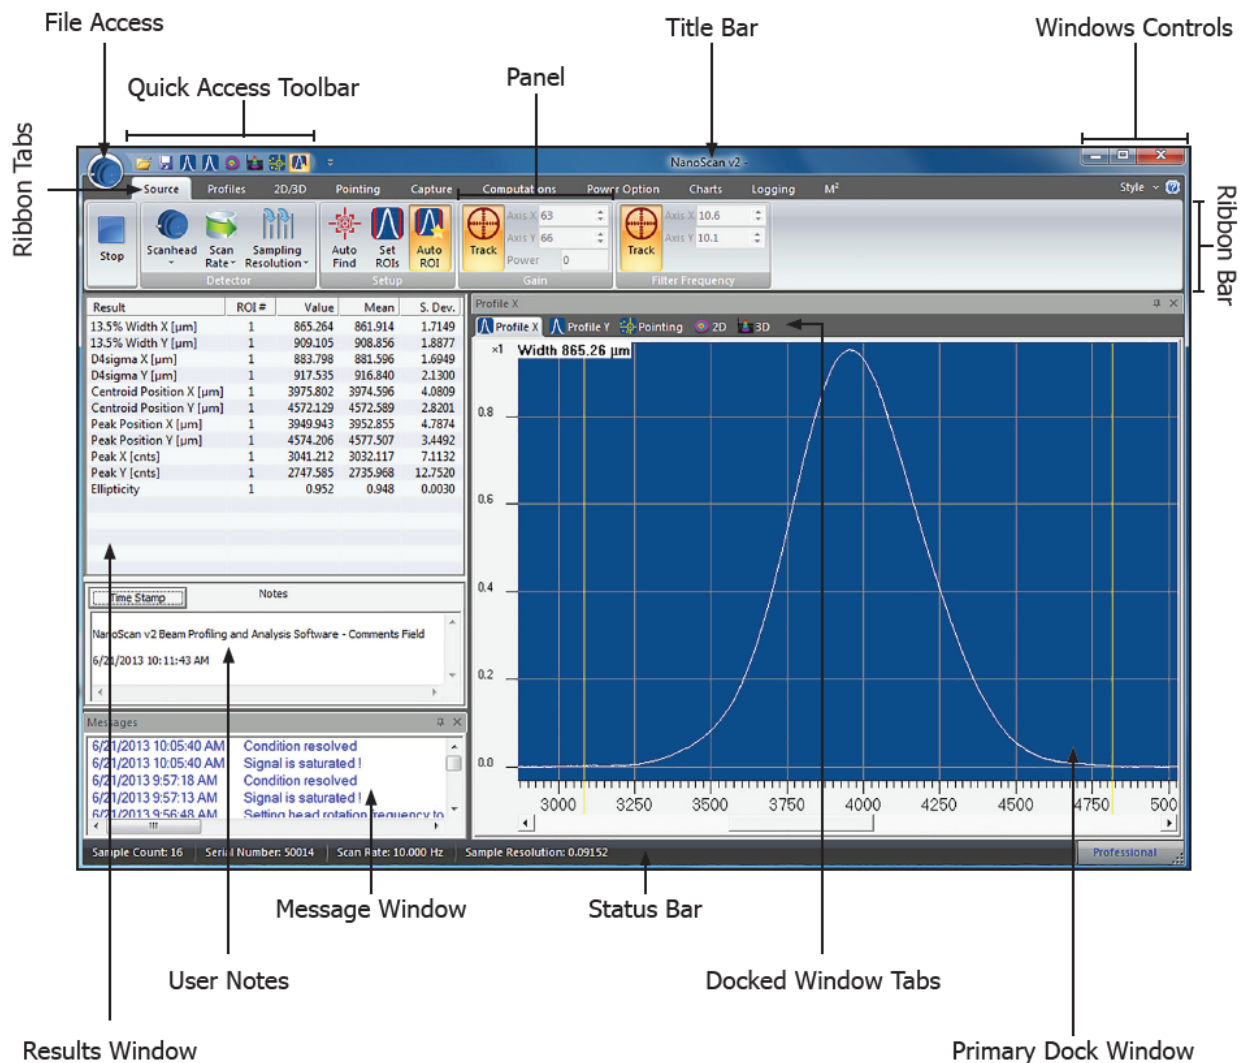 File Access
Title Bar
Windows Controls
Quick Access Toolbar
Panel
Ribbon Tabs
NanoScan v2 -
Source Profiles 2D/3D Pointing Capture Computations Power Option Charts Logging M² Style
Ribbon Bar
Stop
Scanhead
Scan Rate
Sampling Resolution
Detector
Auto Find
Set ROIs
Auto ROI
Setup
Track
Axis X 63
Axis Y 66
Power 0
Gain
Track
Axis X 10.6
Axis Y 10.1
Filter Frequency
Result ROI # Value Mean S. Dev.
13.5% Width X [µm] 1 865.264 861.914 1.7149
13.5% Width Y [µm] 1 909.105 908.856 1.8877
D4sigma X [µm] 1 883.798 881.596 1.6949
D4sigma Y [µm] 1 917.535 916.840 2.1300
Centroid Position X [µm] 1 3975.802 3974.596 4.0809
Centroid Position Y [µm] 1 4572.129 4572.589 2.8201
Peak Position X [µm] 1 3949.943 3952.855 4.7874
Peak Position Y [µm] 1 4574.206 4577.507 3.4492
Peak X [cnts] 1 3041.212 3032.117 7.1132
Peak Y [cnts] 1 2747.585 2735.968 12.7520
Ellipticity 1 0.952 0.948 0.0030
Time Stamp Notes
NanoScan v2 Beam Profiling and Analysis Software - Comments Field
6/21/2013 10:11:43 AM
Messages
6/21/2013 10:05:40 AM Condition resolved
6/21/2013 10:05:40 AM Signal is saturated !
6/21/2013 9:57:18 AM Condition resolved
6/21/2013 9:57:13 AM Signal is saturated !
6/21/2013 9:56:48 AM Setting head rotation frequency to
Profile X
Profile X Profile Y Pointing 2D 3D
×1 Width 865.26 µm
0.8
0.6
0.4
0.2
0.0
3000 3250 3500 3750 4000 4250 4500 4750 500
Sample Count: 16 Serial Number: 50014 Scan Rate: 10.000 Hz Sample Resolution: 0.09152 Professional
Message Window
Status Bar
User Notes
Docked Window Tabs
Results Window
Primary Dock Window